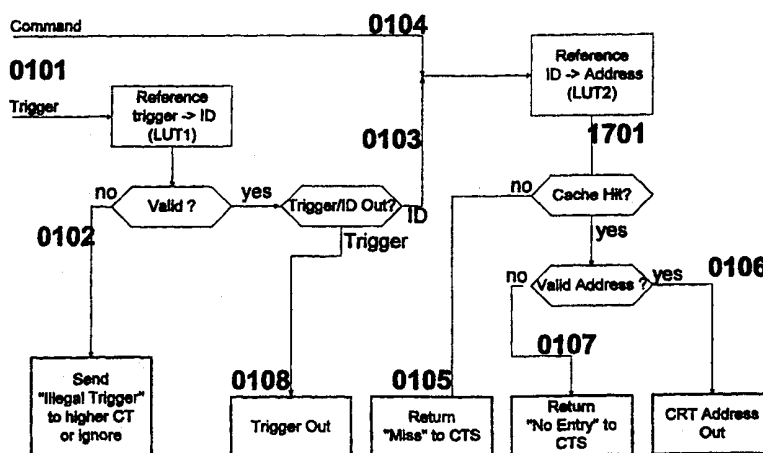 Command
0104
0101
Trigger
Reference
trigger -> ID
(LUT1)
Reference
ID -> Address
(LUT2)
0103
1701
no
Valid ?
yes
Trigger/ID Out?
ID
Trigger
no
Cache Hit?
yes
0102
no
Valid Address ?
yes
0106
0107
0108
0105
Send
"Illegal Trigger"
to higher CT
or ignore
Trigger Out
Return
"Miss" to CTS
Return
"No Entry" to
CTS
CRT Address
Out